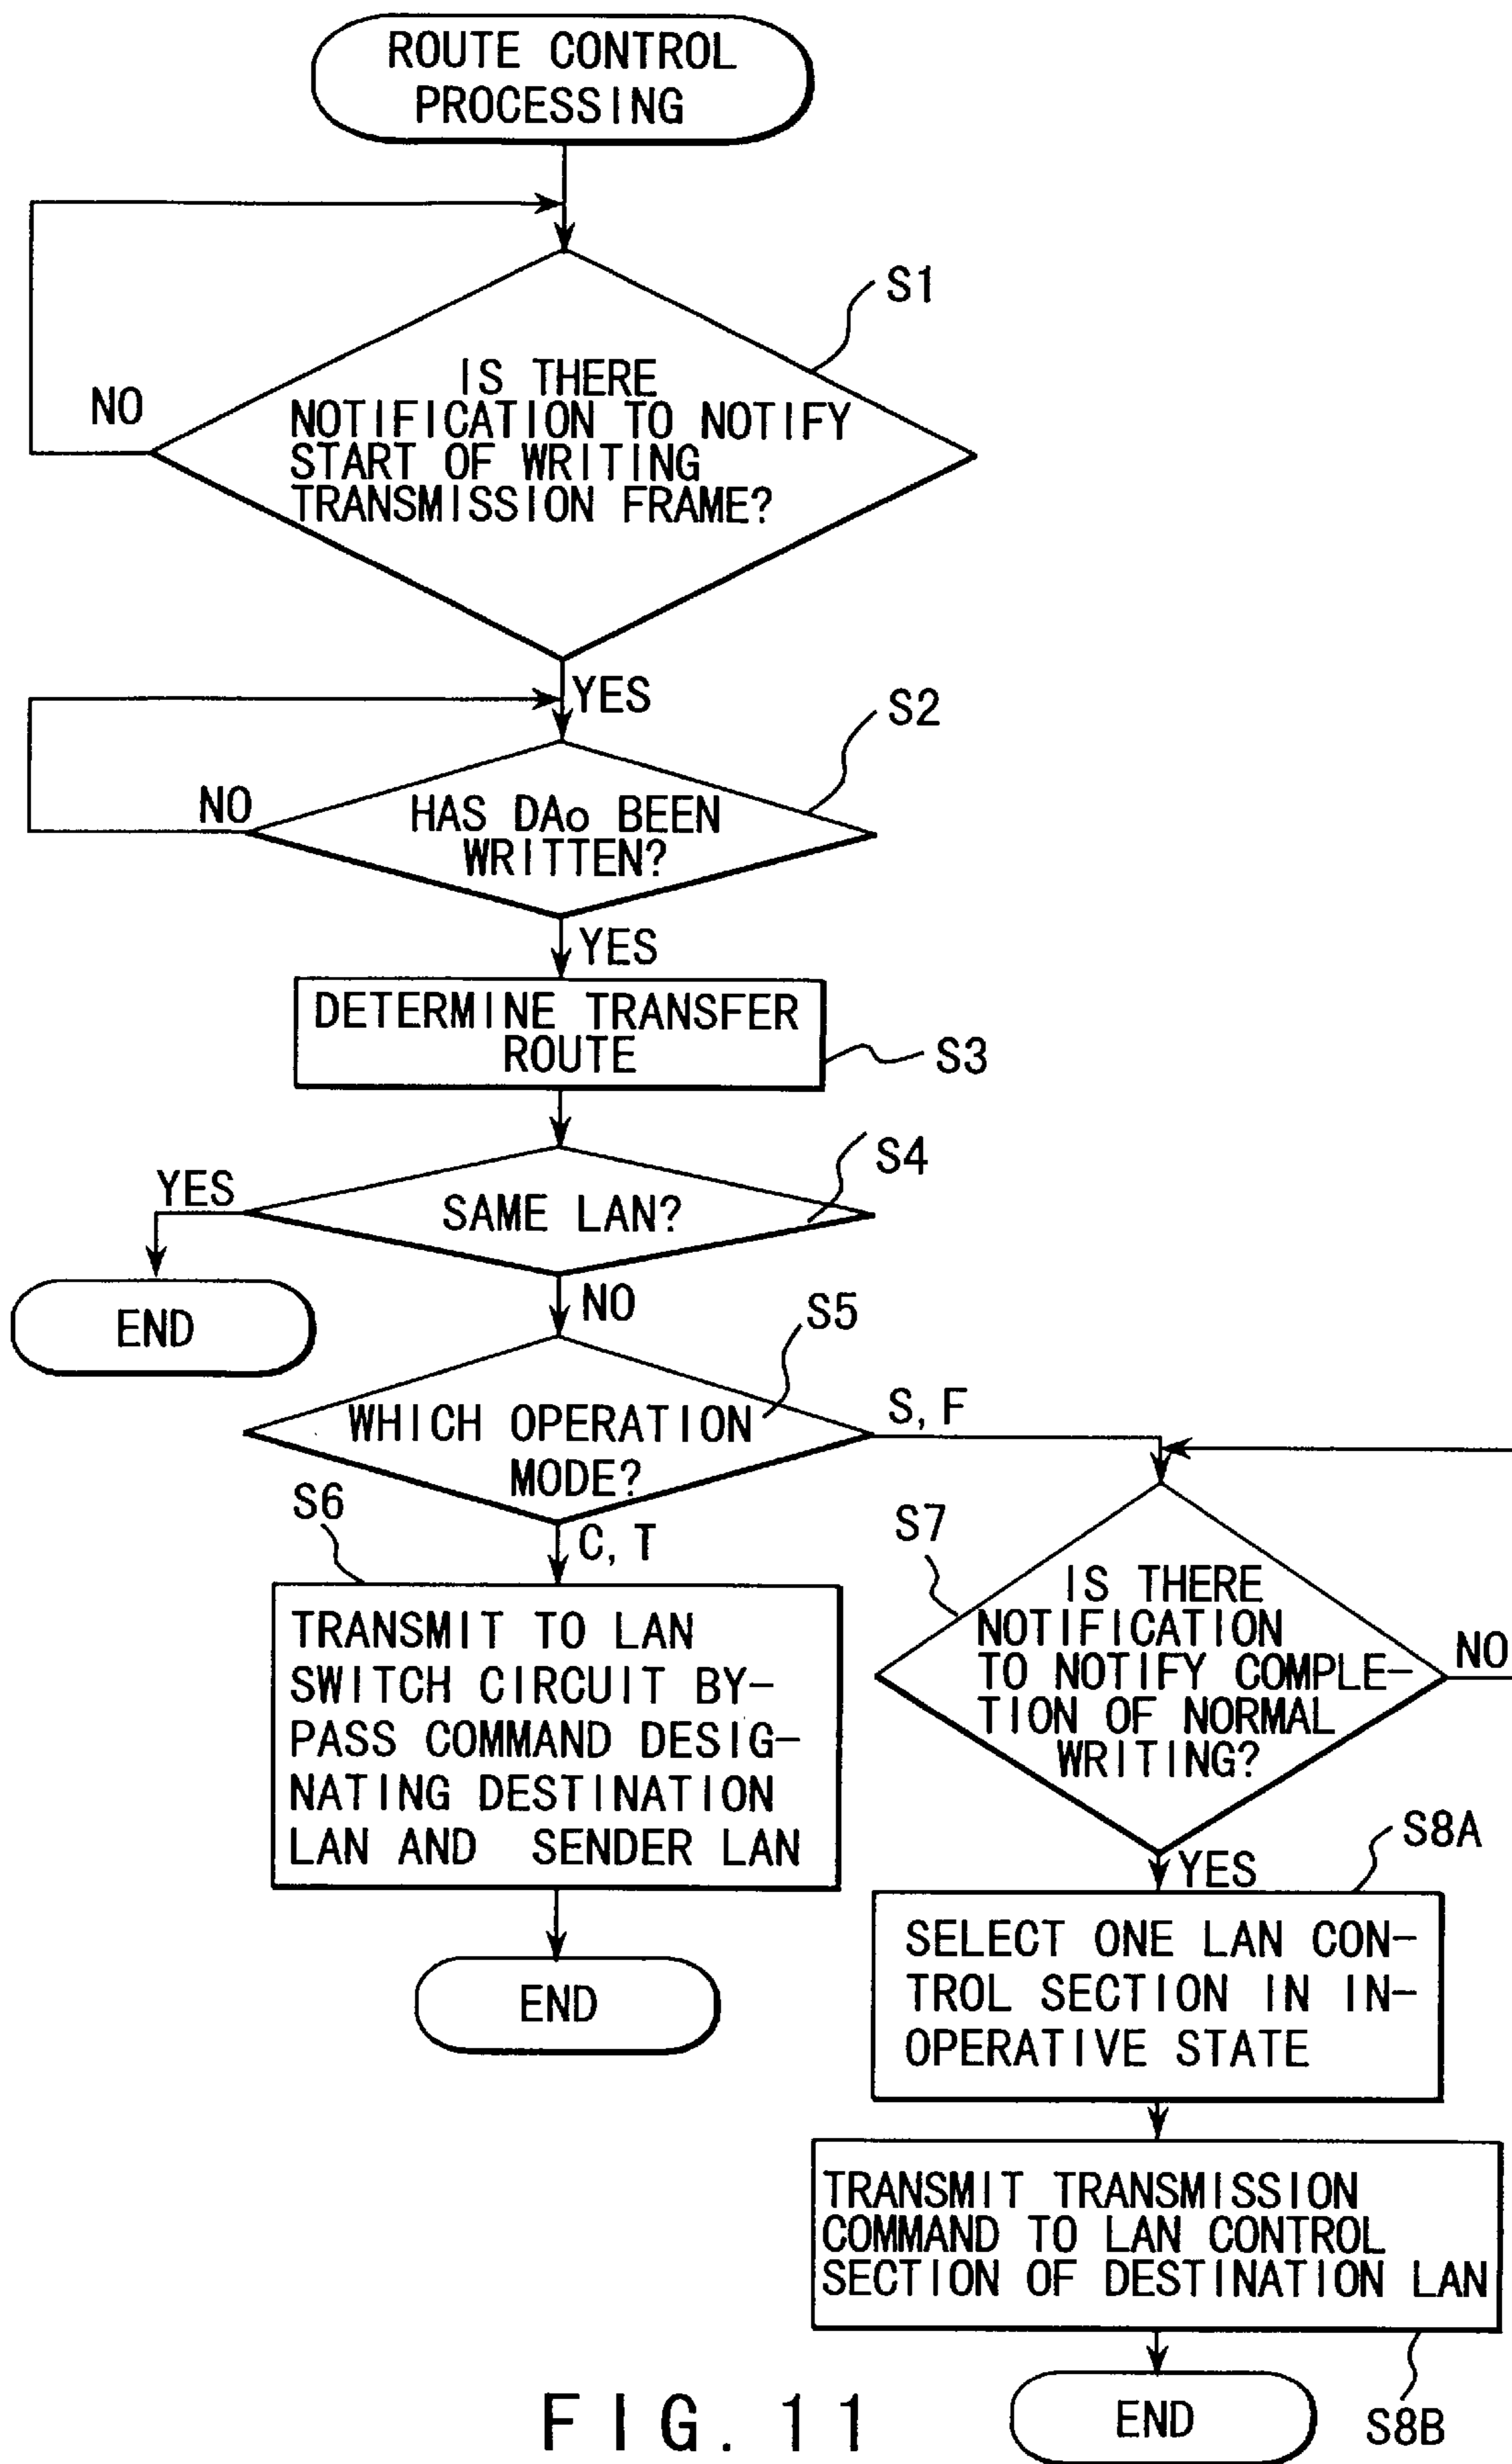 ROUTE CONTROL
PROCESSING
S1
IS THERE
NOTIFICATION TO NOTIFY
START OF WRITING
TRANSMISSION FRAME?
NO
YES
S2
HAS DAo BEEN
WRITTEN?
NO
YES
DETERMINE TRANSFER
ROUTE
S3
S4
SAME LAN?
YES
END
NO
S5
WHICH OPERATION
MODE?
S, F
S6
C, T
TRANSMIT TO LAN
SWITCH CIRCUIT BY-
PASS COMMAND DESIG-
NATING DESTINATION
LAN AND SENDER LAN
END
S7
IS THERE
NOTIFICATION
TO NOTIFY COMPLE-
TION OF NORMAL
WRITING?
NO
YES
S8A
SELECT ONE LAN CON-
TROL SECTION IN IN-
OPERATIVE STATE
TRANSMIT TRANSMISSION
COMMAND TO LAN CONTROL
SECTION OF DESTINATION LAN
S8B
END
FIG. 11